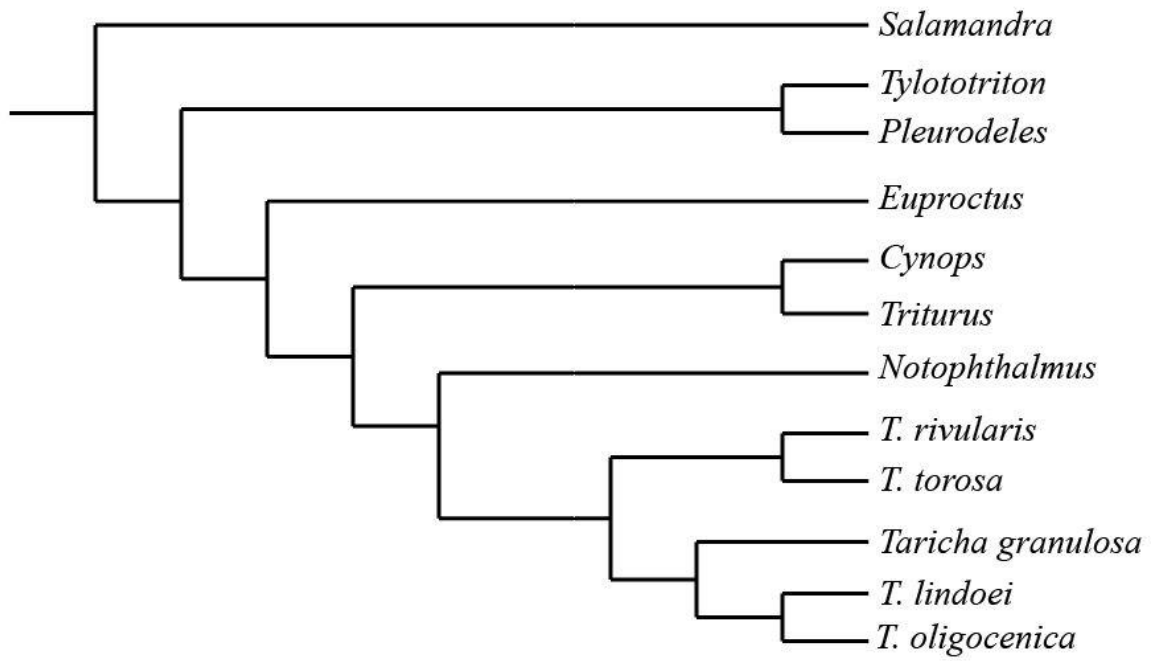 Salamandra
Tylototriton
Pleurodeles
Euproctus
Cynops
Triturus
Notophthalmus
T. rivularis
T. torosa
Taricha granulosa
T. lindoei
T. oligocenica